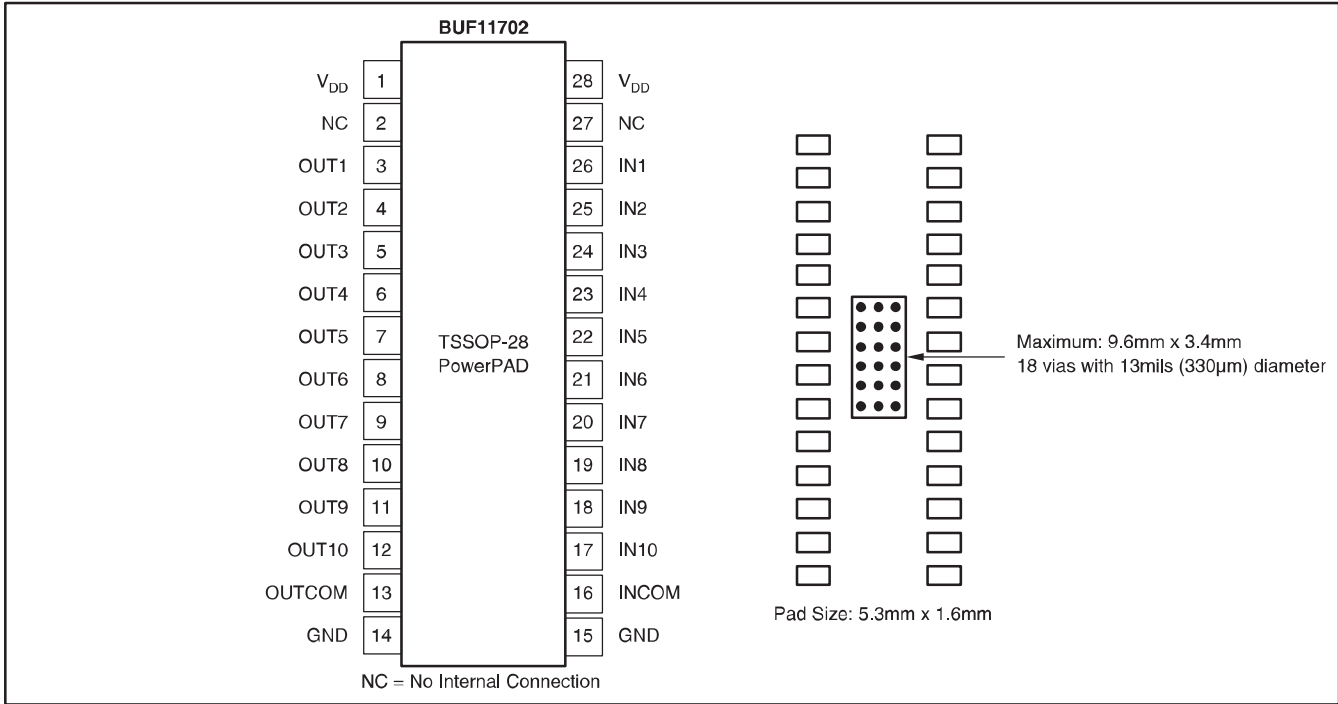 BUF11702
V_DD 1 28 V_DD
NC 2 27 NC
OUT1 3 26 IN1
OUT2 4 25 IN2
OUT3 5 24 IN3
OUT4 6 23 IN4
OUT5 7 22 IN5
OUT6 8 21 IN6
OUT7 9 20 IN7
OUT8 10 19 IN8
OUT9 11 18 IN9
OUT10 12 17 IN10
OUTCOM 13 16 INCOM
GND 14 15 GND
TSSOP-28
PowerPAD
NC = No Internal Connection
Maximum: 9.6mm x 3.4mm
18 vias with 13mils (330μm) diameter
Pad Size: 5.3mm x 1.6mm